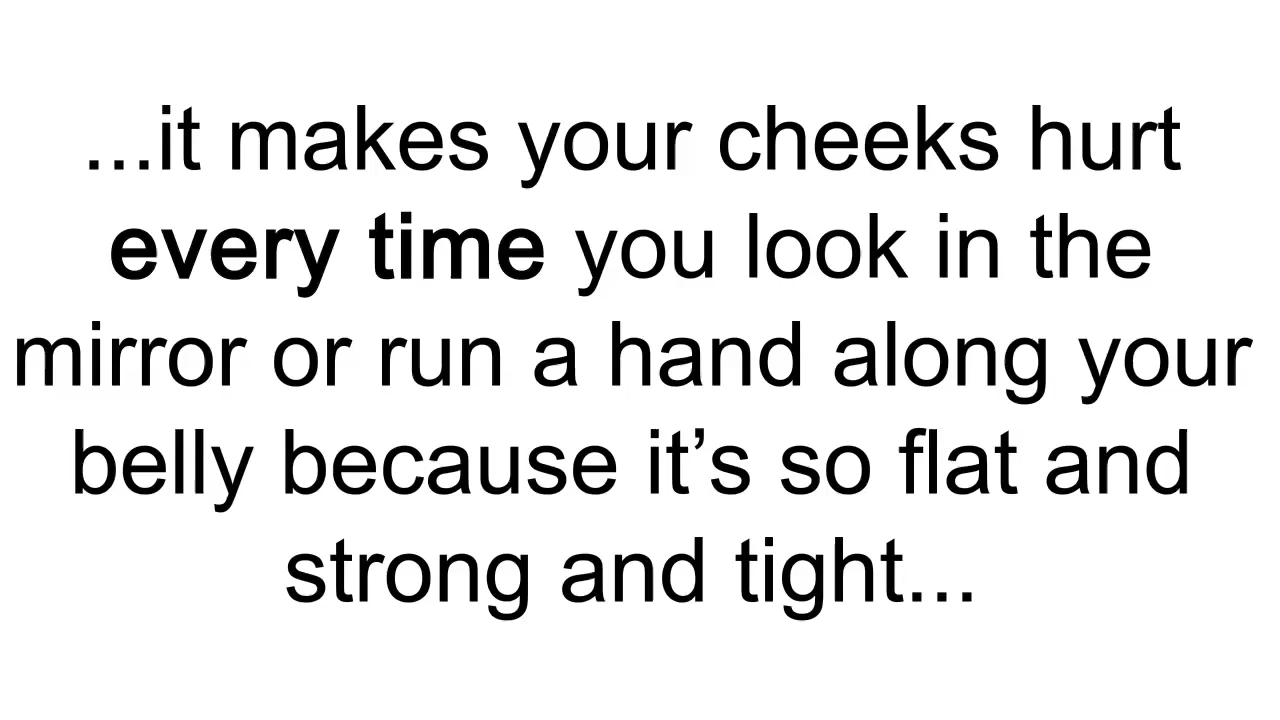 ...it makes your cheeks hurt
every time you look in the
mirror or run a hand along your
belly because it’s so flat and
strong and tight...